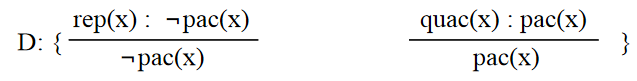 rep(x) : ¬pac(x) quac(x) : pac(x)
D: { }
¬pac(x) pac(x)